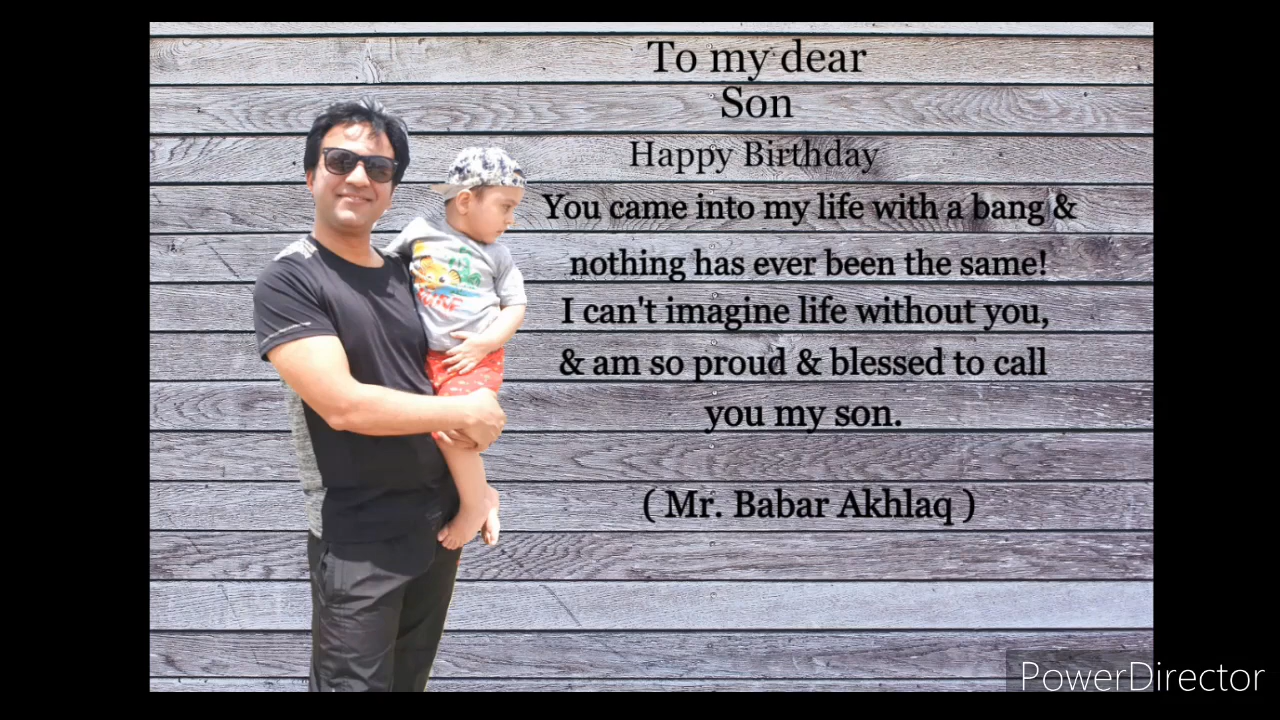 To my dear
Son
Happy Birthday
You came into my life with a bang &
nothing has ever been the same!
I can't imagine life without you,
& am so proud & blessed to call
you my son.
( Mr. Babar Akhlaq )
PowerDirector